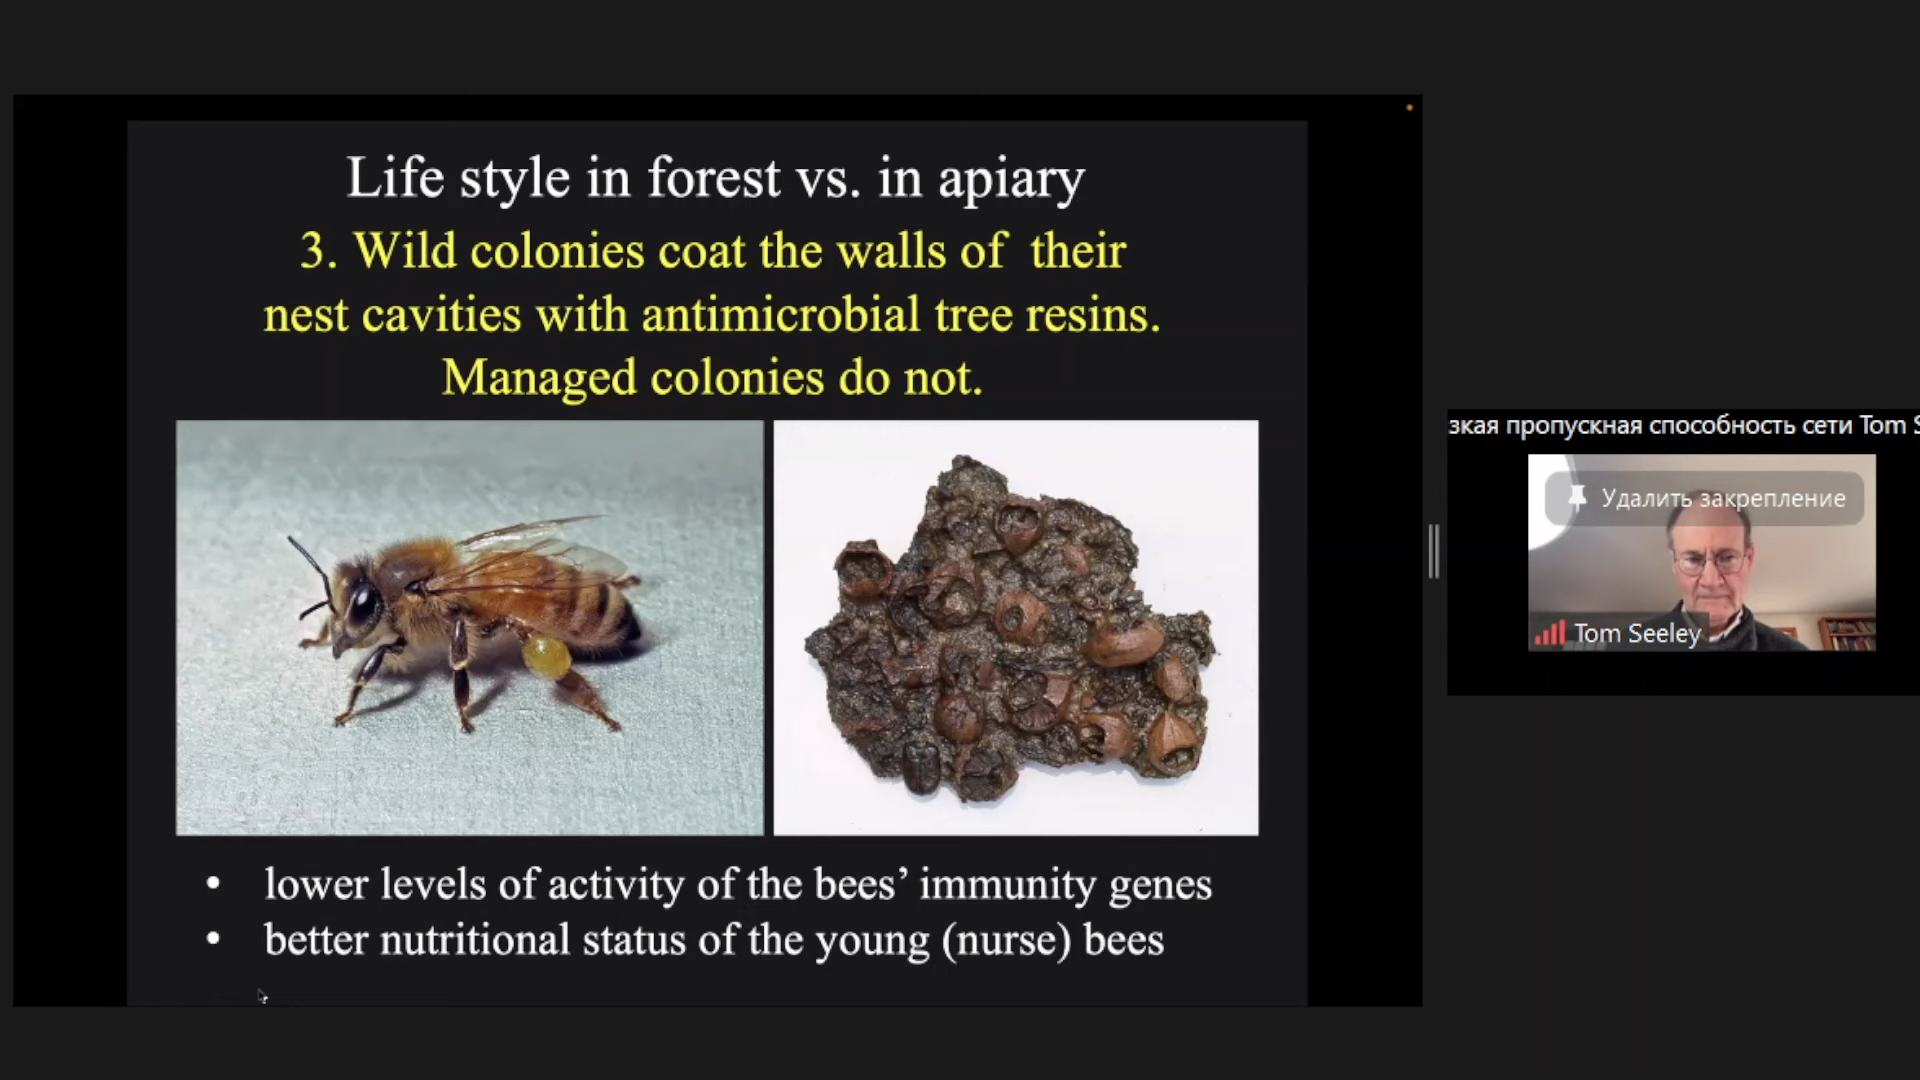 Life style in forest vs. in apiary
3. Wild colonies coat the walls of their
nest cavities with antimicrobial tree resins.
Managed colonies do not.
• lower levels of activity of the bees’ immunity genes
• better nutritional status of the young (nurse) bees
зкая пропускная способность сети Tom S
Удалить закрепление
Tom Seeley